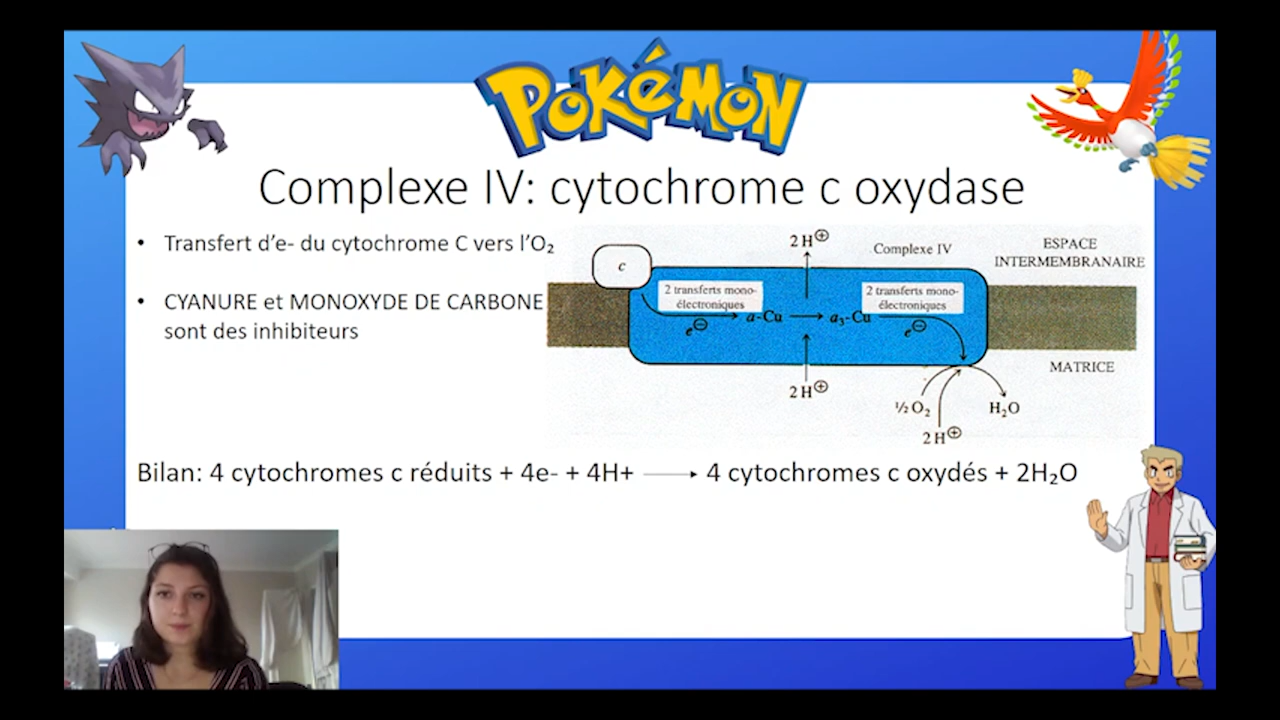 POKéMON
Complexe IV: cytochrome c oxydase
• Transfert d'e- du cytochrome C vers l'O₂
• CYANURE et MONOXYDE DE CARBONE
sont des inhibiteurs
2 H⊕
Complexe IV
ESPACE
INTERMEMBRANAIRE
c
2 transferts mono-
électroniques
2 transferts mono-
électroniques
e⊖
a-Cu
a₃-Cu
e⊖
MATRICE
2 H⊕
½ O₂
H₂O
2 H⊕
Bilan: 4 cytochromes c réduits + 4e- + 4H+ → 4 cytochromes c oxydés + 2H₂O